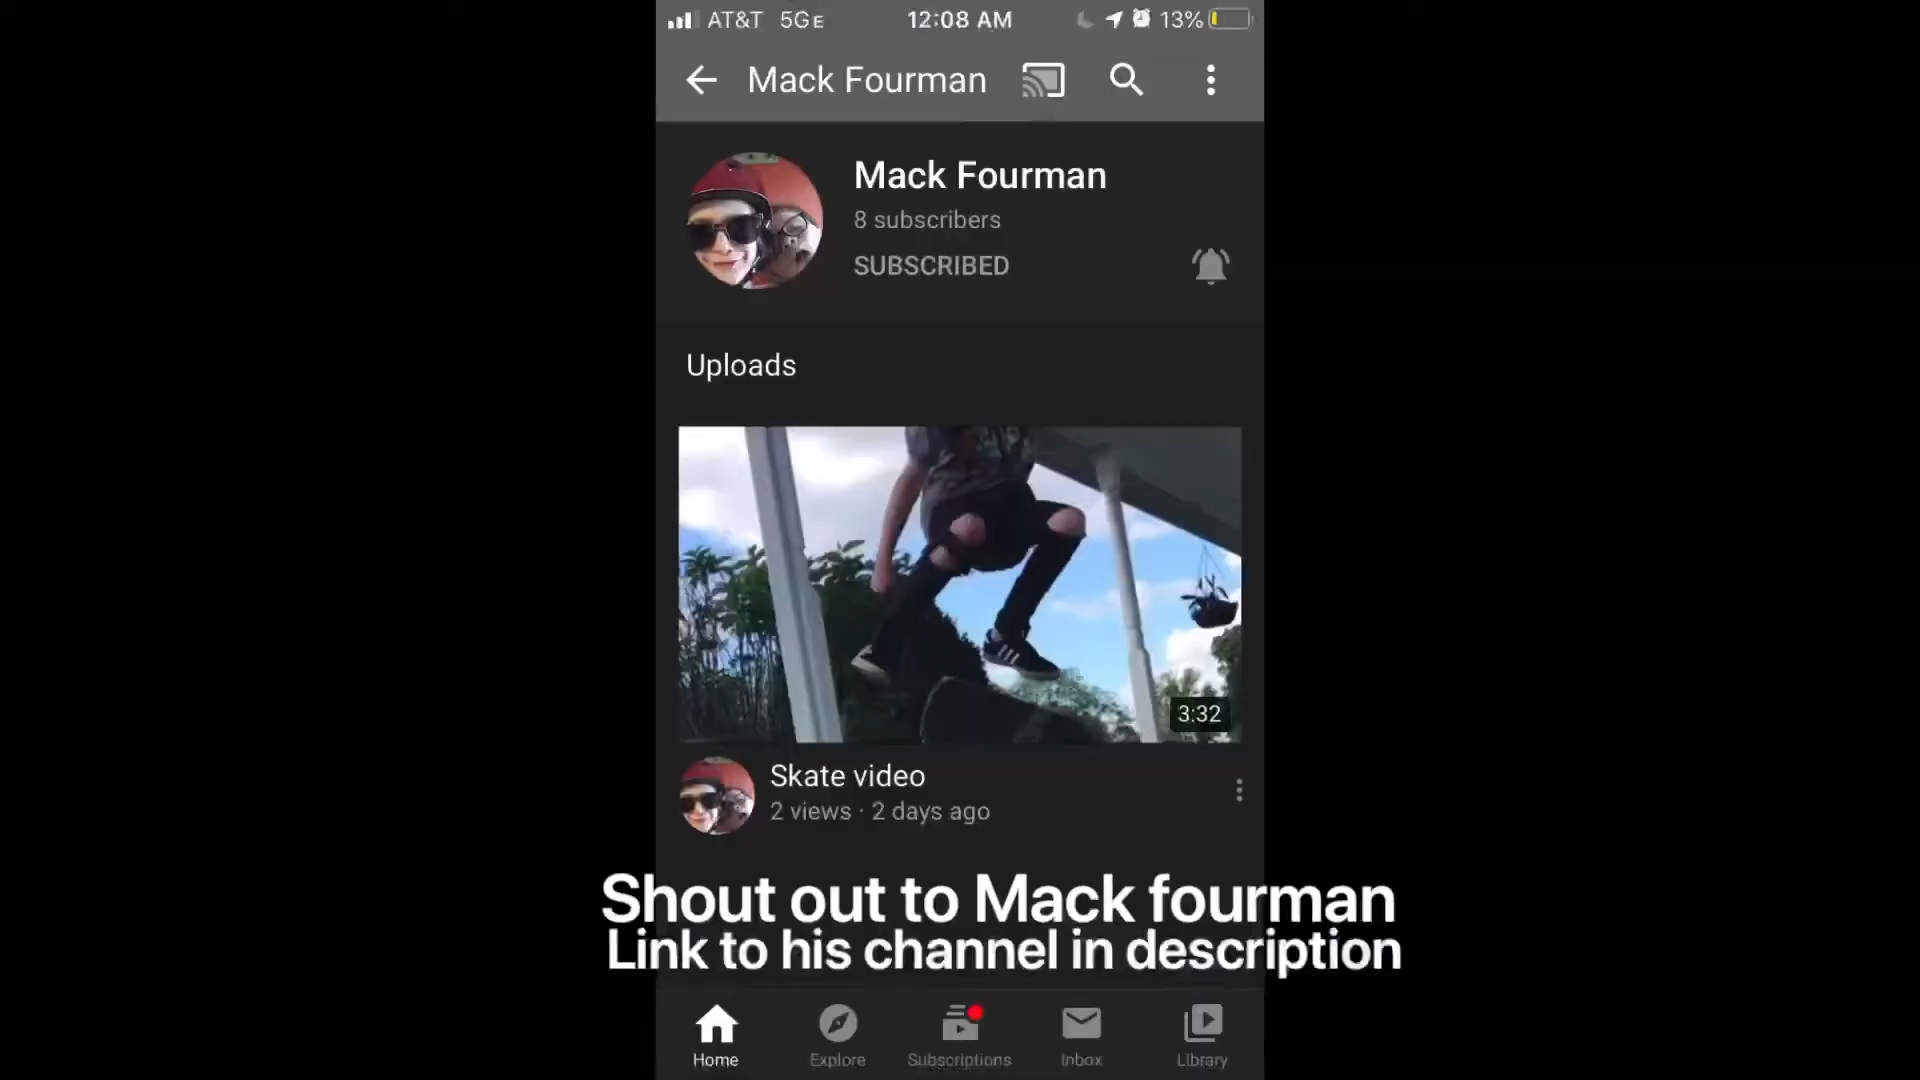 AT&T 5GE 12:08 AM 13%
Mack Fourman
Mack Fourman
8 subscribers
SUBSCRIBED
Uploads
3:32
Skate video
2 views · 2 days ago
Shout out to Mack fourman
Link to his channel in description
Home Explore Subscriptions Inbox Library